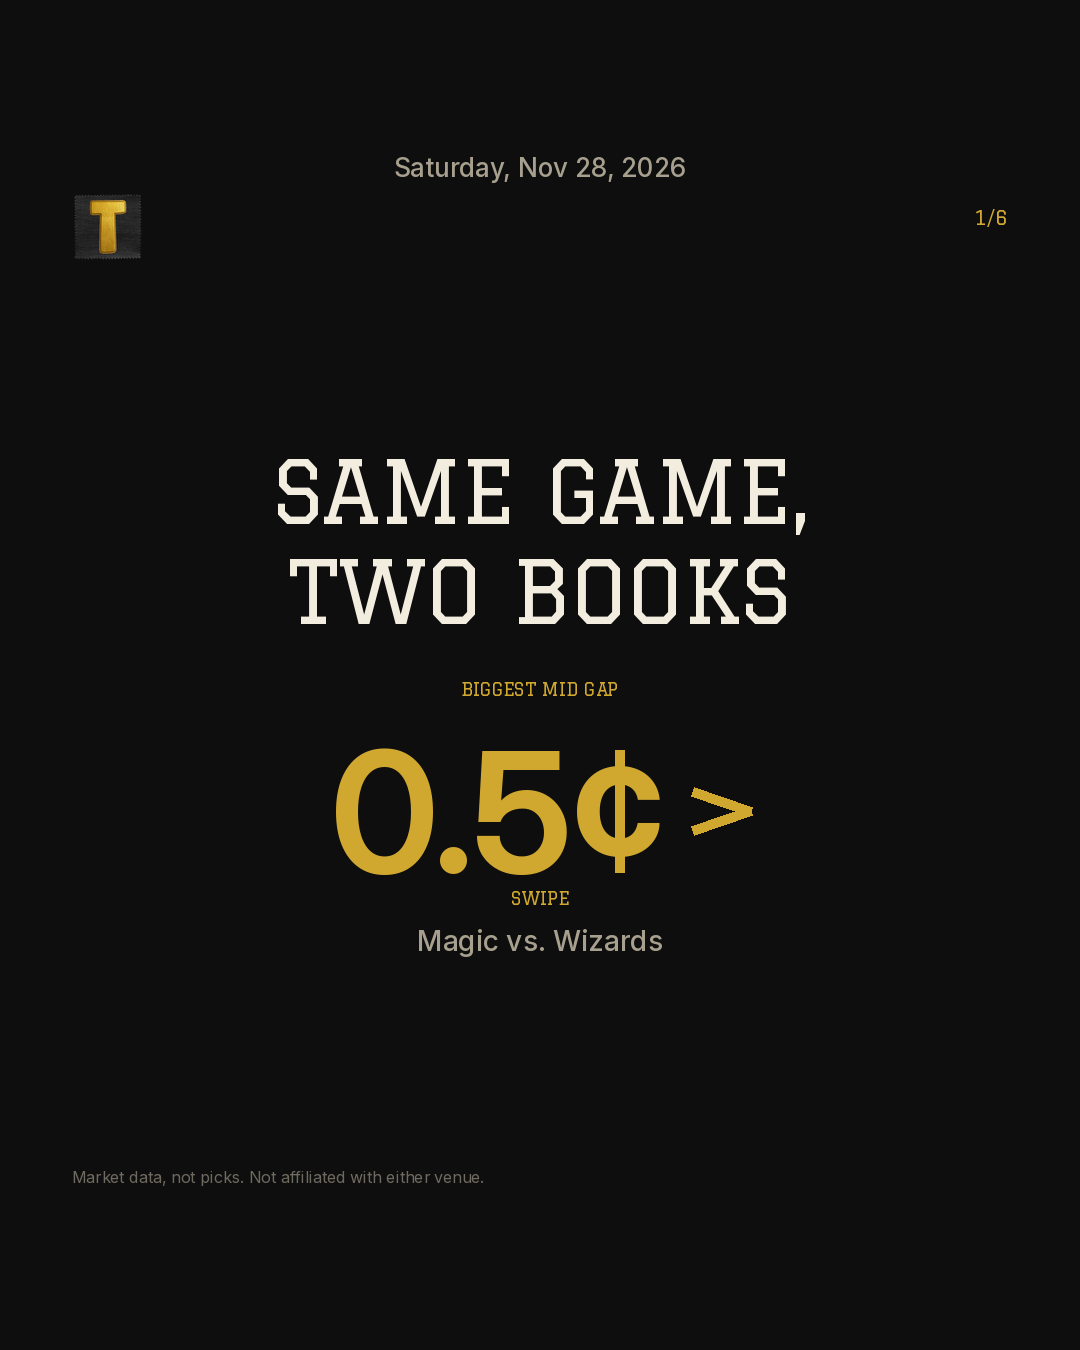 Saturday, Nov 28, 2026
T
1/6
SAME GAME,
TWO BOOKS
BIGGEST MID GAP
0.5¢ >
SWIPE
Magic vs. Wizards
Market data, not picks. Not affiliated with either venue.